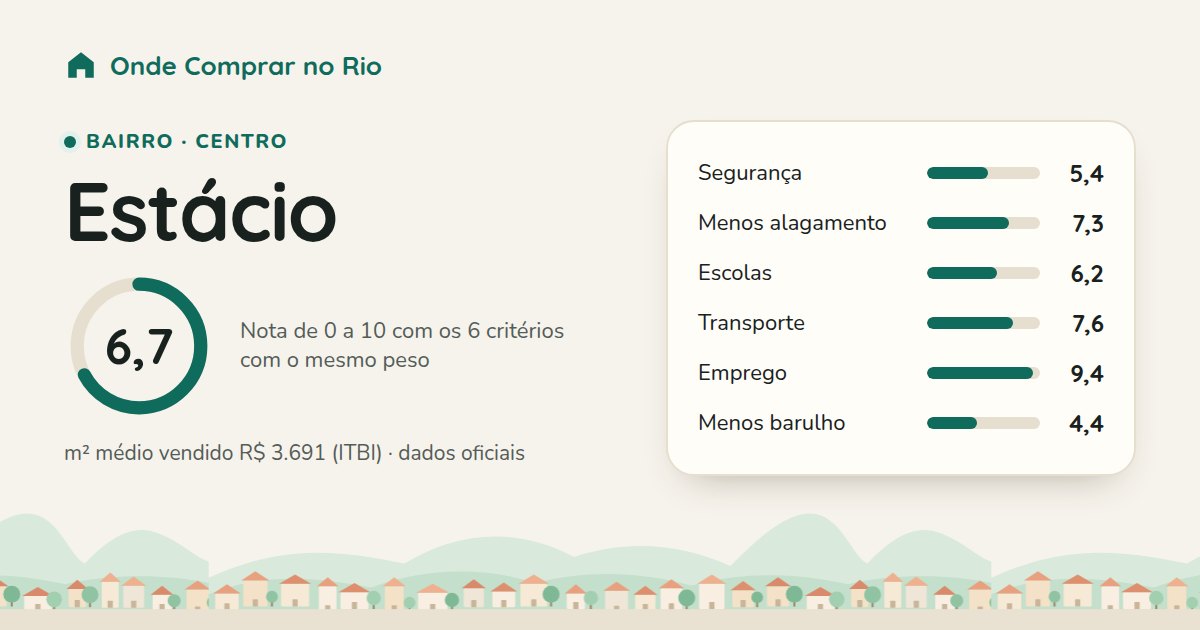 Onde Comprar no Rio
BAIRRO · CENTRO
Estácio
6,7
Nota de 0 a 10 com os 6 critérios
com o mesmo peso
m² médio vendido R$ 3.691 (ITBI) · dados oficiais
Segurança 5,4
Menos alagamento 7,3
Escolas 6,2
Transporte 7,6
Emprego 9,4
Menos barulho 4,4